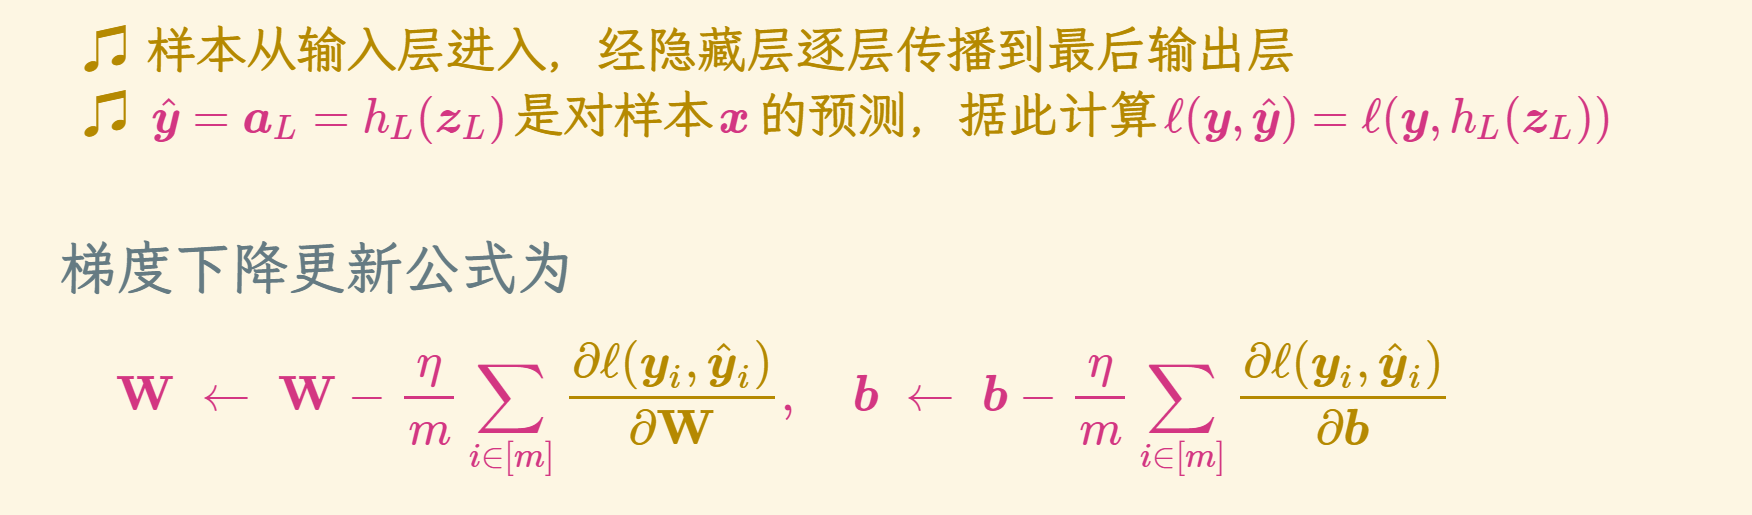 ♫ 样本从输入层进入，经隐藏层逐层传播到最后输出层
♫ $\hat{\boldsymbol{y}} = \boldsymbol{a}_L = h_L(\boldsymbol{z}_L)$ 是对样本 $\boldsymbol{x}$ 的预测，据此计算 $\ell(\boldsymbol{y}, \hat{\boldsymbol{y}}) = \ell(\boldsymbol{y}, h_L(\boldsymbol{z}_L))$
梯度下降更新公式为
$\mathbf{W} \leftarrow \mathbf{W} - \frac{\eta}{m} \sum_{i \in [m]} \frac{\partial \ell(\boldsymbol{y}_i, \hat{\boldsymbol{y}}_i)}{\partial \mathbf{W}}, \quad \boldsymbol{b} \leftarrow \boldsymbol{b} - \frac{\eta}{m} \sum_{i \in [m]} \frac{\partial \ell(\boldsymbol{y}_i, \hat{\boldsymbol{y}}_i)}{\partial \boldsymbol{b}}$